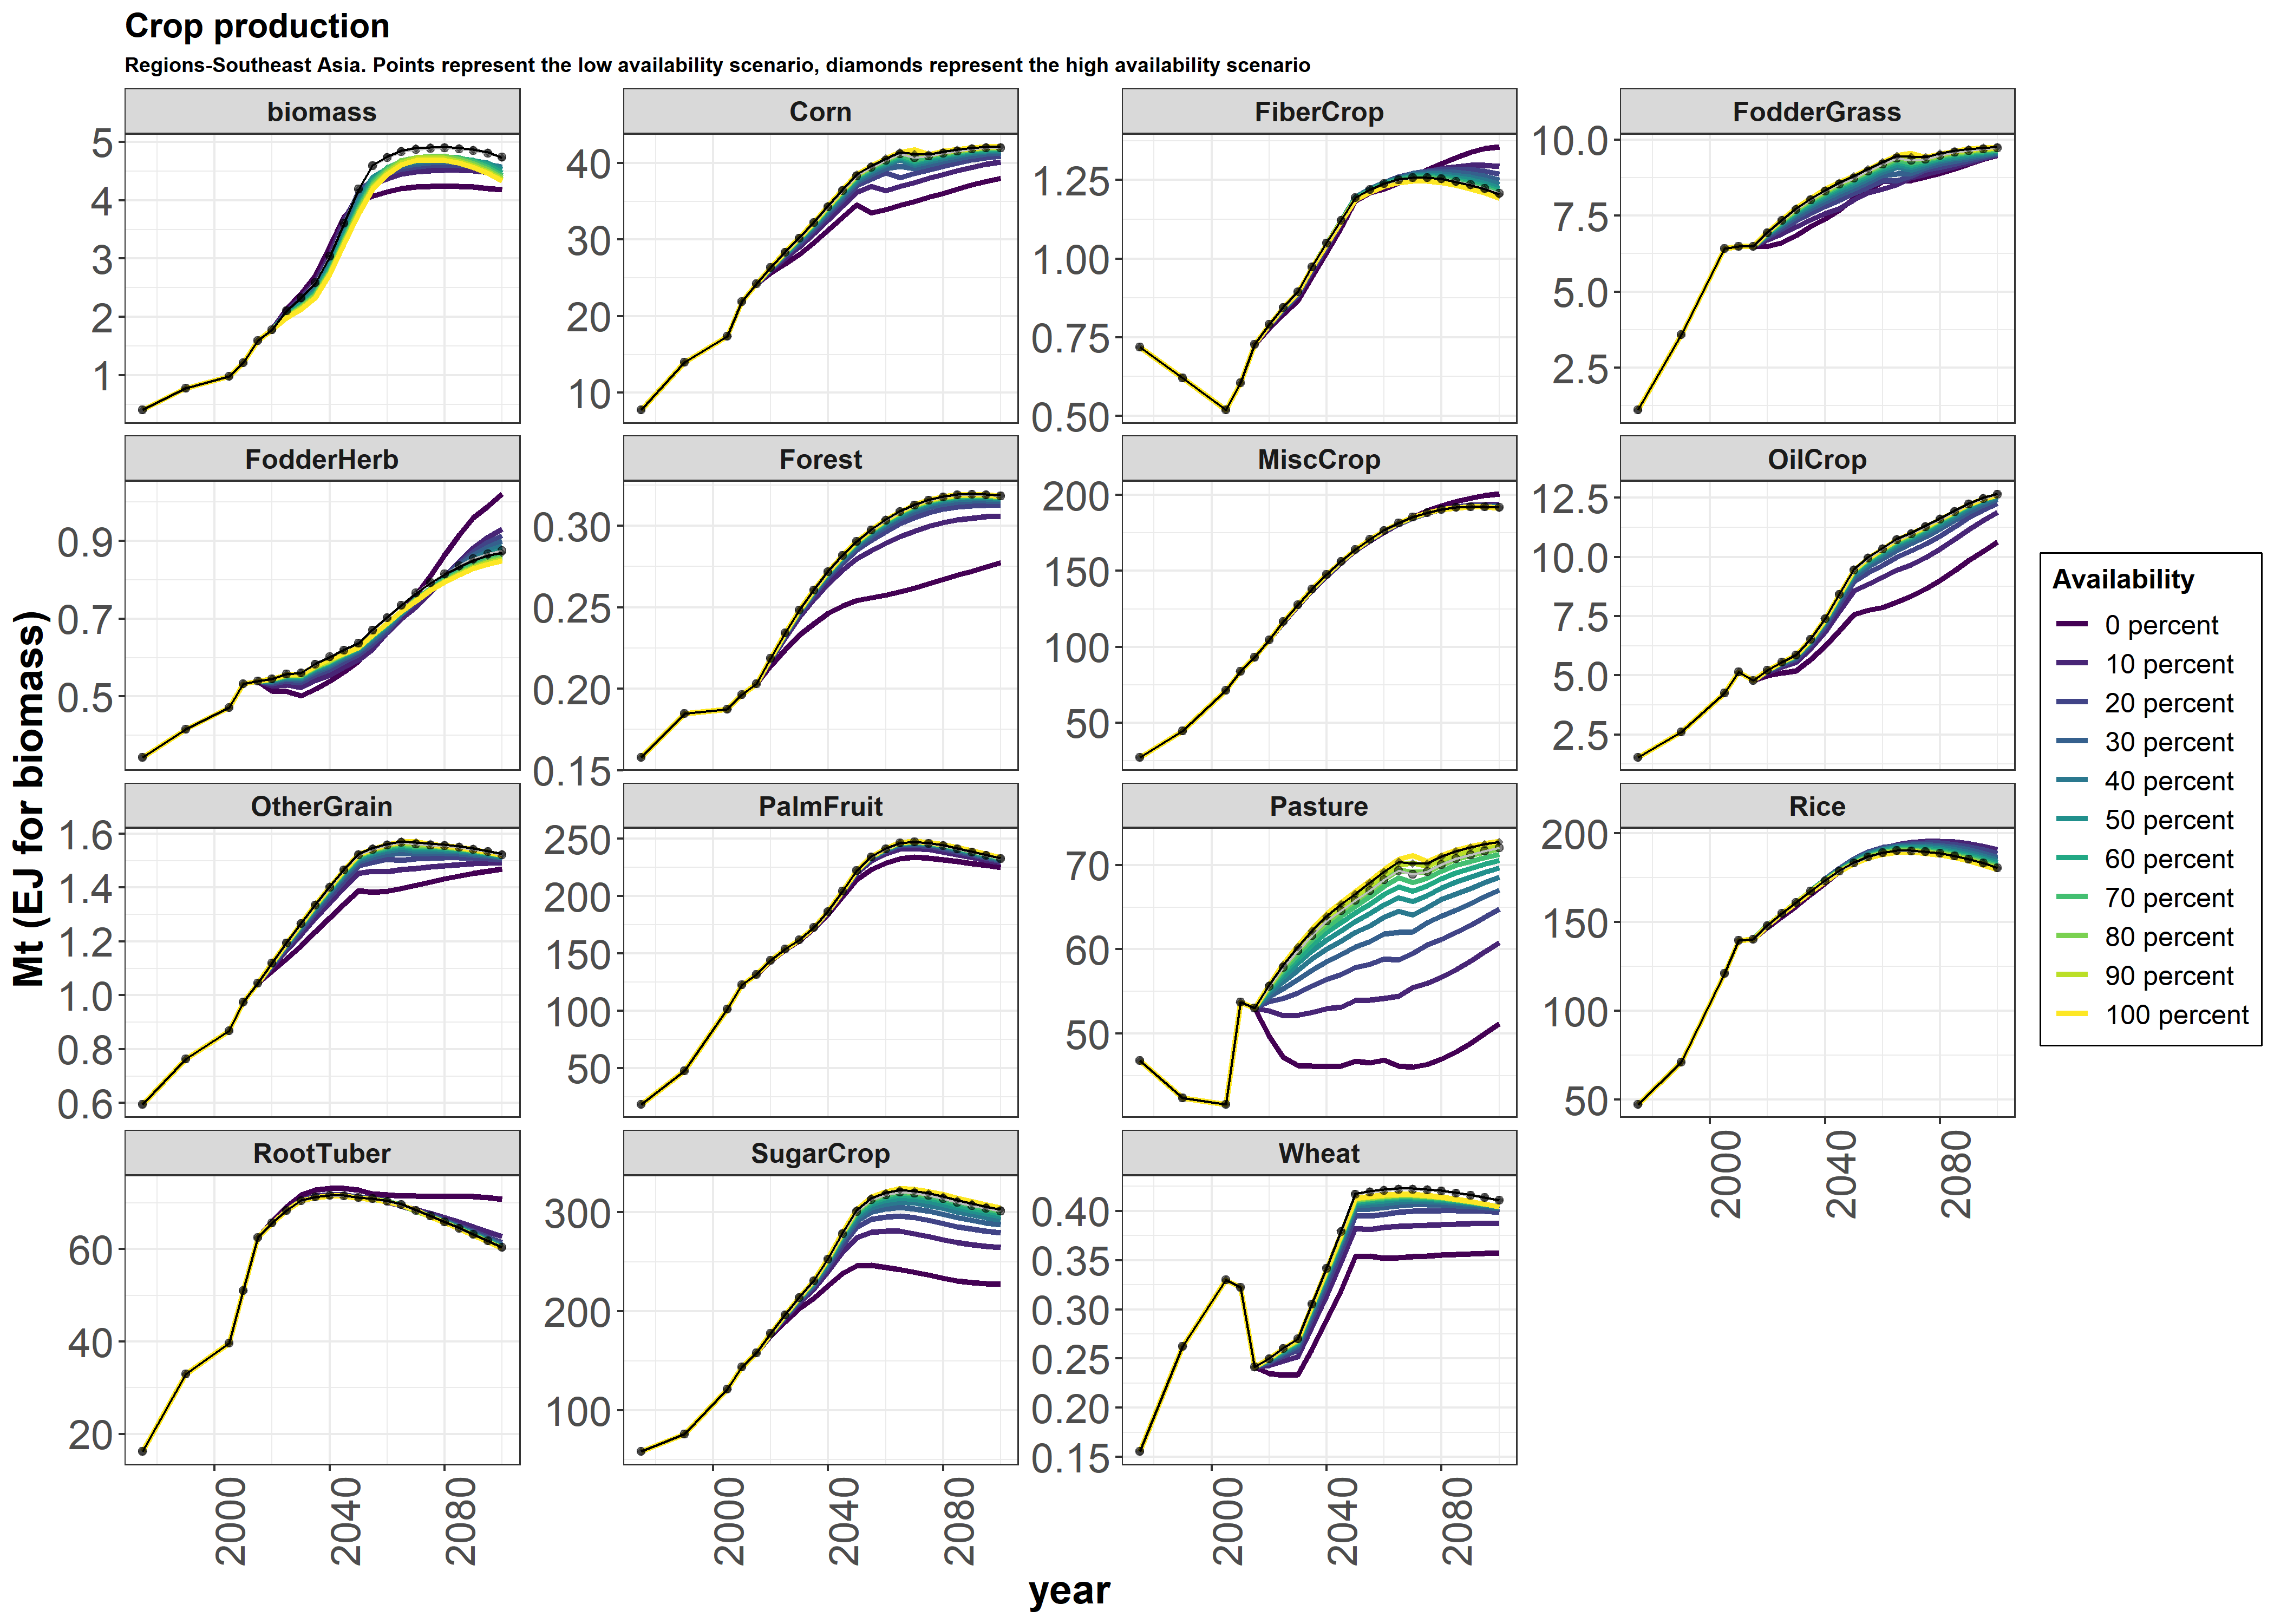 Crop production
Regions-Southeast Asia. Points represent the low availability scenario, diamonds represent the high availability scenario
biomass
Corn
FiberCrop
FodderGrass
5
4
3
2
1
40
30
20
10
1.25
1.00
0.75
0.50
10.0
7.5
5.0
2.5
FodderHerb
Forest
MiscCrop
OilCrop
0.9
0.7
0.5
0.30
0.25
0.20
0.15
200
150
100
50
12.5
10.0
7.5
5.0
2.5
OtherGrain
PalmFruit
Pasture
Rice
1.6
1.4
1.2
1.0
0.8
0.6
250
200
150
100
50
70
60
50
200
150
100
50
2000
2040
2080
RootTuber
SugarCrop
Wheat
60
40
20
300
200
100
0.40
0.35
0.30
0.25
0.20
0.15
2000
2040
2080
2000
2040
2080
2000
2040
2080
year
Mt (EJ for biomass)
Availability
0 percent
10 percent
20 percent
30 percent
40 percent
50 percent
60 percent
70 percent
80 percent
90 percent
100 percent